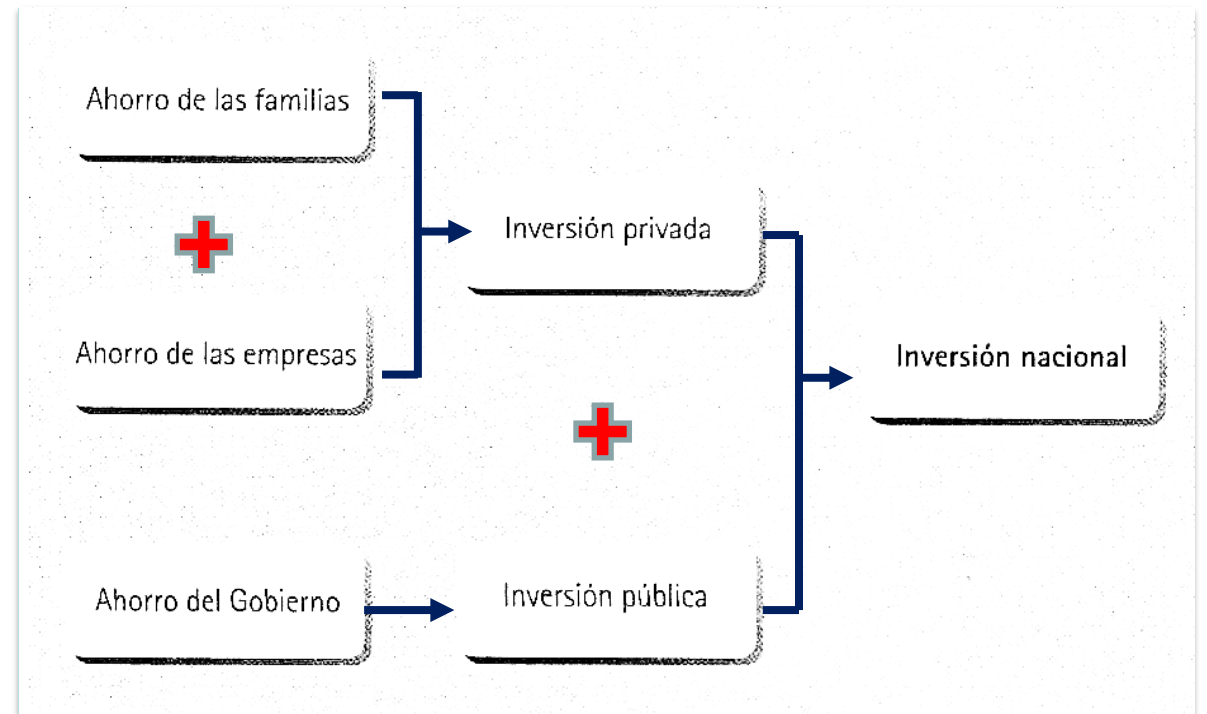 Ahorro de las familias
Inversión privada
Ahorro de las empresas
Inversión nacional
Ahorro del Gobierno
Inversión pública